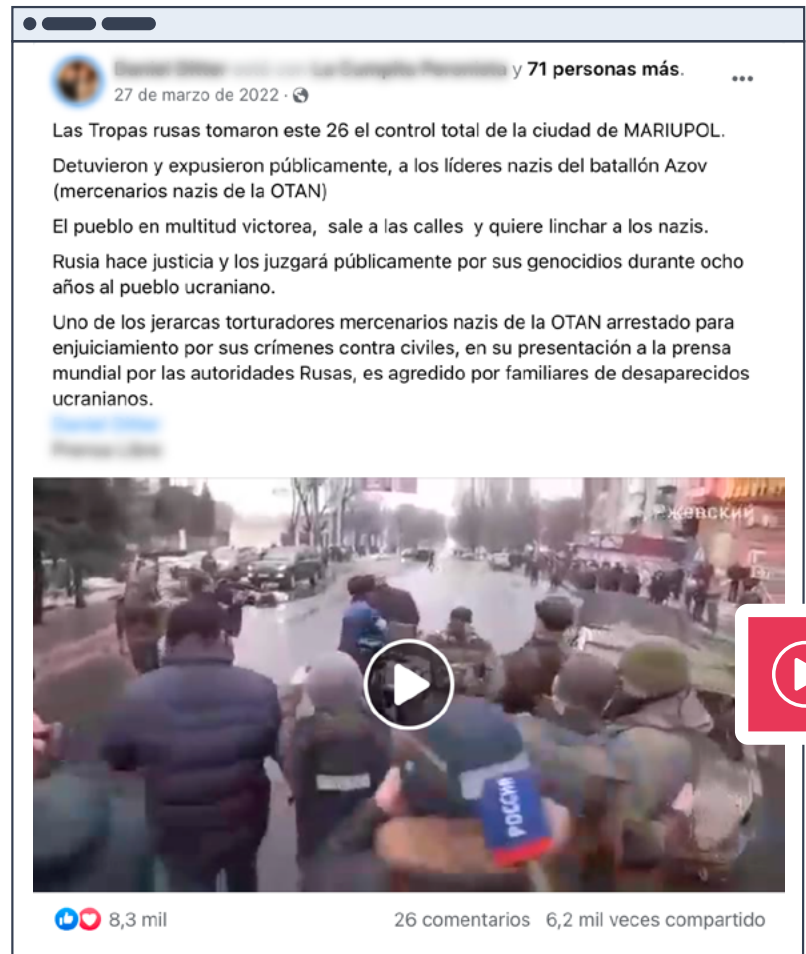 y 71 personas más.
27 de marzo de 2022 ·
Las Tropas rusas tomaron este 26 el control total de la ciudad de MARIUPOL.
Detuvieron y expusieron públicamente, a los líderes nazis del batallón Azov
(mercenarios nazis de la OTAN)
El pueblo en multitud victorea, sale a las calles y quiere linchar a los nazis.
Rusia hace justicia y los juzgará públicamente por sus genocidios durante ocho
años al pueblo ucraniano.
Uno de los jerarcas torturadores mercenarios nazis de la OTAN arrestado para
enjuiciamiento por sus crímenes contra civiles, en su presentación a la prensa
mundial por las autoridades Rusas, es agredido por familiares de desaparecidos
ucranianos.
РОССИЯ
8,3 mil
26 comentarios 6,2 mil veces compartido